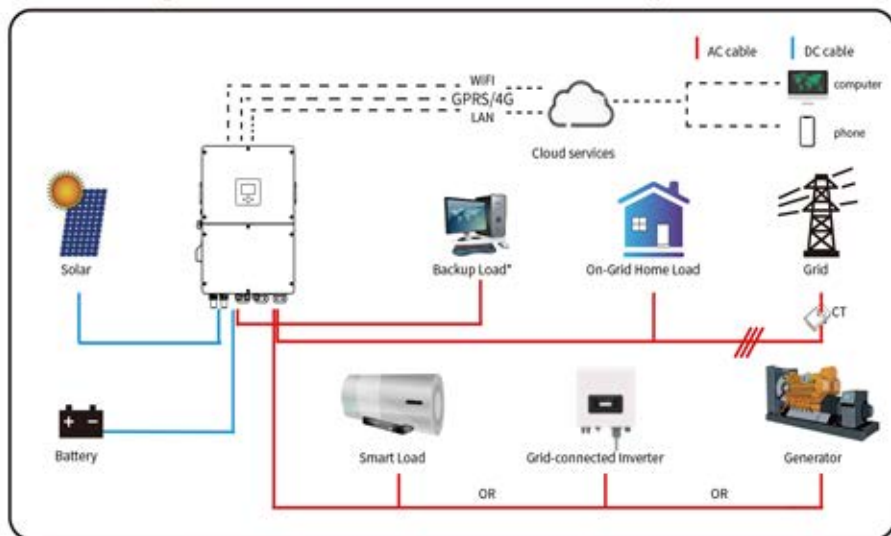 AC cable
DC cable
WIFI
GPRS/4G
LAN
computer
phone
Cloud services
Solar
Backup Load*
On-Grid Home Load
Grid
CT
Battery
Smart Load
Grid-connected Inverter
Generator
OR
OR